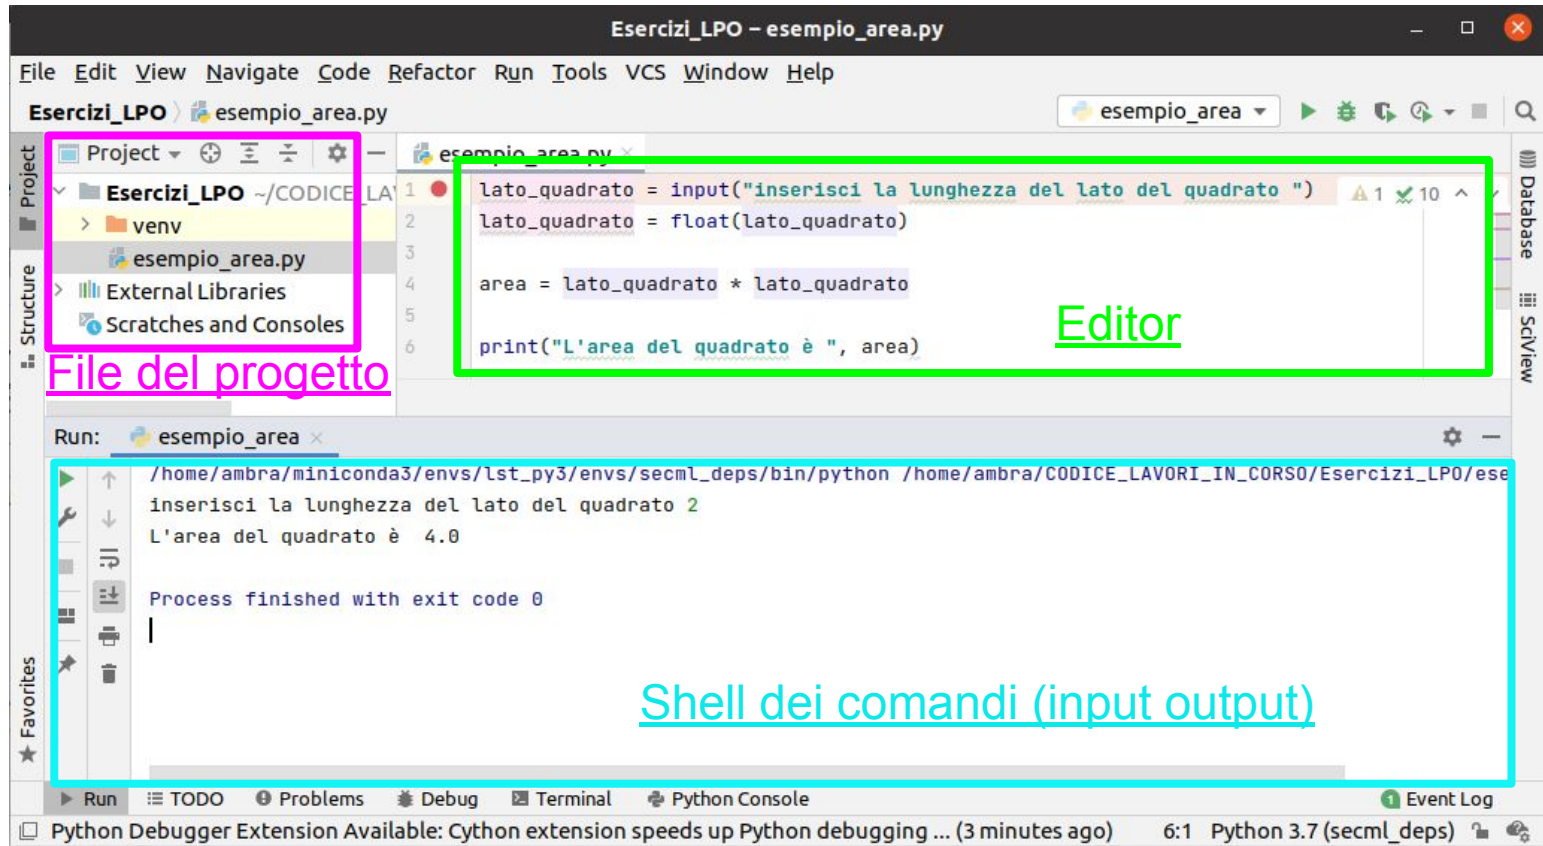 Esercizi_LPO – esempio_area.py
File Edit View Navigate Code Refactor Run Tools VCS Window Help
Esercizi_LPO esempio_area.py
esempio_area
Project
Structure
Favorites
Project
Esercizi_LPO ~/CODICE_LAV
venv
esempio_area.py
External Libraries
Scratches and Consoles
File del progetto
esempio_area.py
1 lato_quadrato = input("inserisci la lunghezza del lato del quadrato ")
2 lato_quadrato = float(lato_quadrato)
3
4 area = lato_quadrato * lato_quadrato
5
6 print("L'area del quadrato è ", area)
1 10
Editor
Database
SciView
Run: esempio_area
/home/ambra/miniconda3/envs/lst_py3/envs/secml_deps/bin/python /home/ambra/CODICE_LAVORI_IN_CORSO/Esercizi_LPO/ese
inserisci la lunghezza del lato del quadrato 2
L'area del quadrato è  4.0
Process finished with exit code 0
Shell dei comandi (input output)
Run TODO Problems Debug Terminal Python Console
1 Event Log
Python Debugger Extension Available: Cython extension speeds up Python debugging ... (3 minutes ago) 6:1 Python 3.7 (secml_deps)